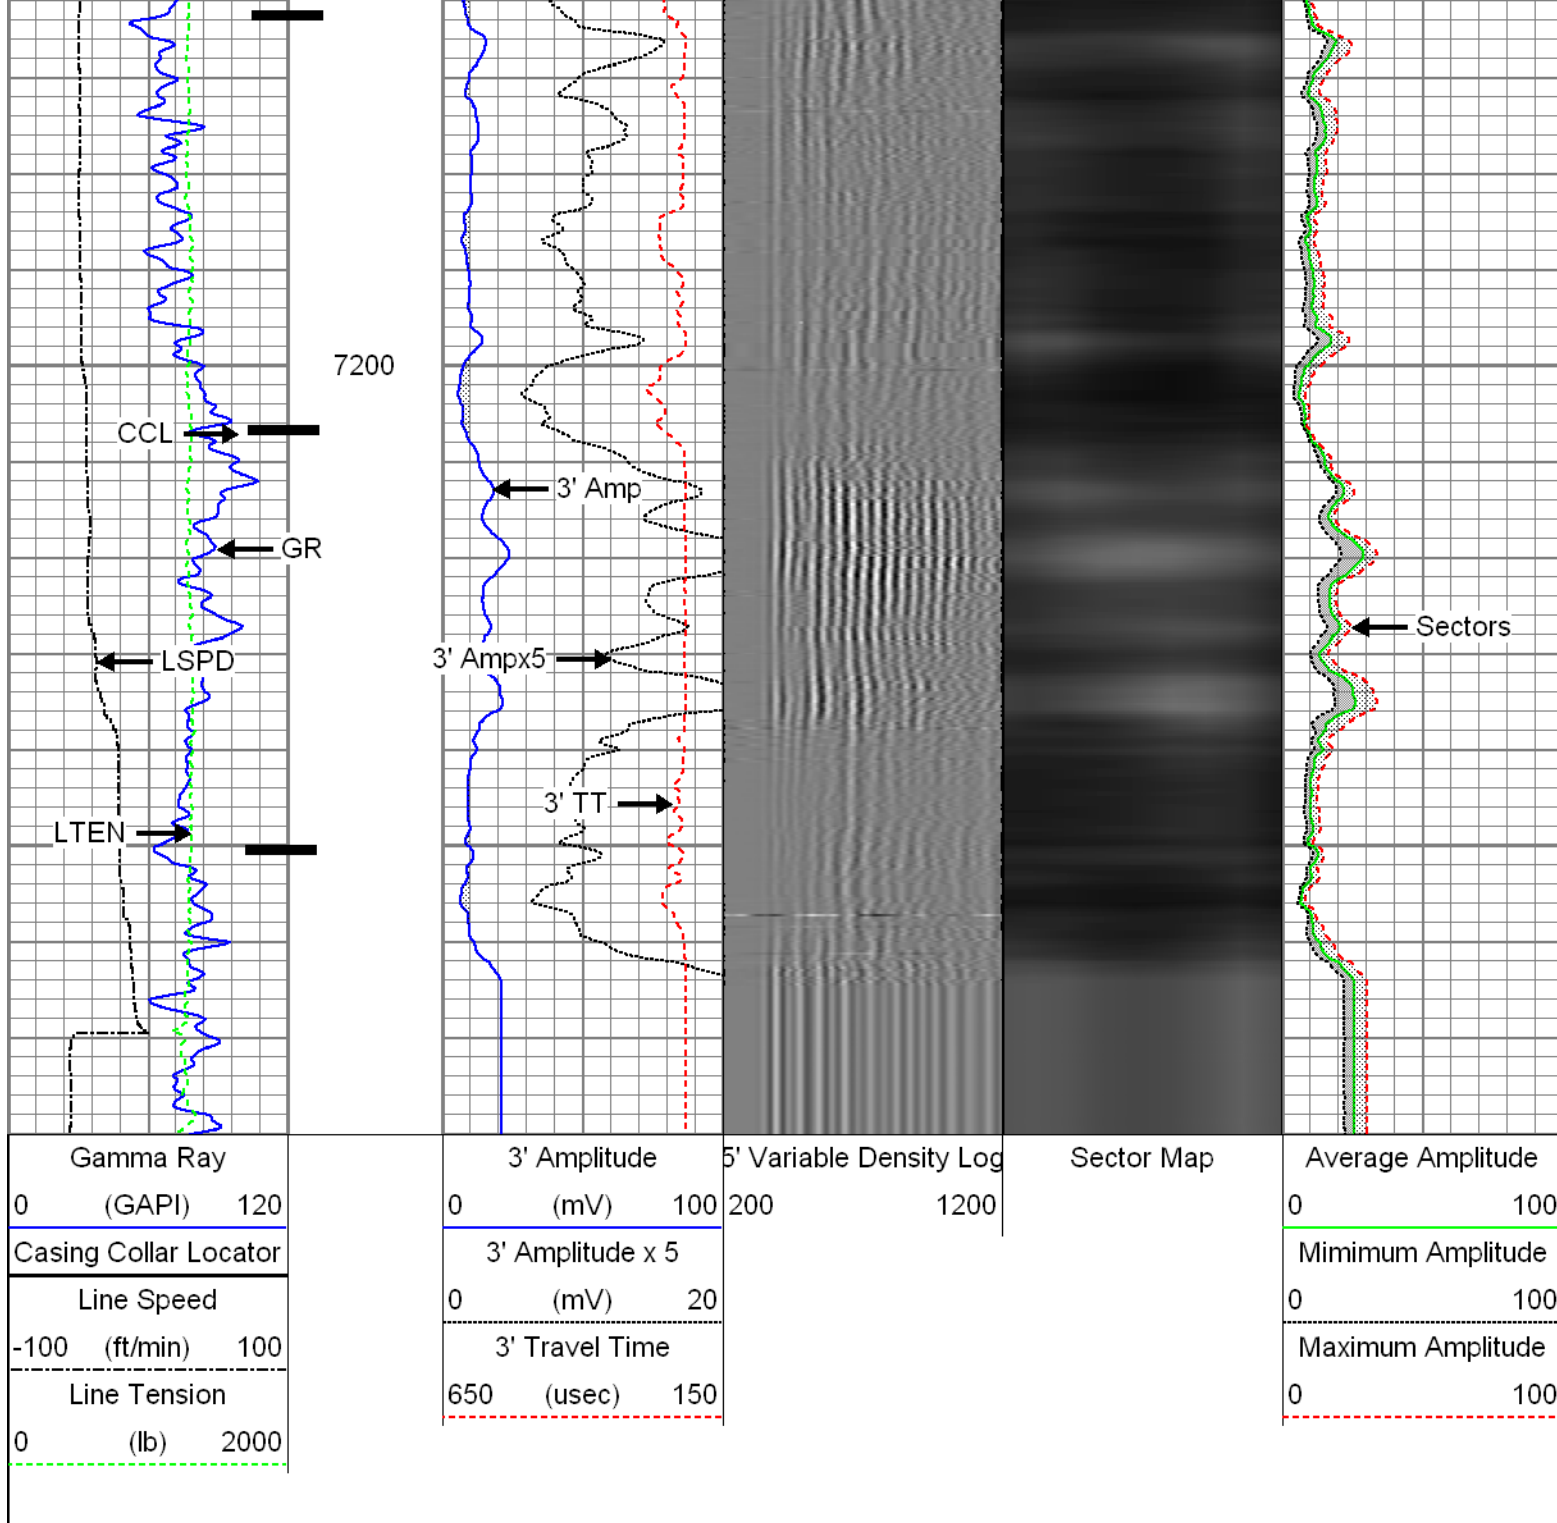 7200
CCL
3' Amp
GR
Sectors
LSPD
3' Ampx5
3' TT
LTEN
Gamma Ray
0 (GAPI) 120
Casing Collar Locator
Line Speed
-100 (ft/min) 100
Line Tension
0 (lb) 2000
3' Amplitude
0 (mV) 100
3' Amplitude x 5
0 (mV) 20
3' Travel Time
650 (usec) 150
5' Variable Density Log
200 1200
Sector Map
Average Amplitude
0 100
Mimimum Amplitude
0 100
Maximum Amplitude
0 100